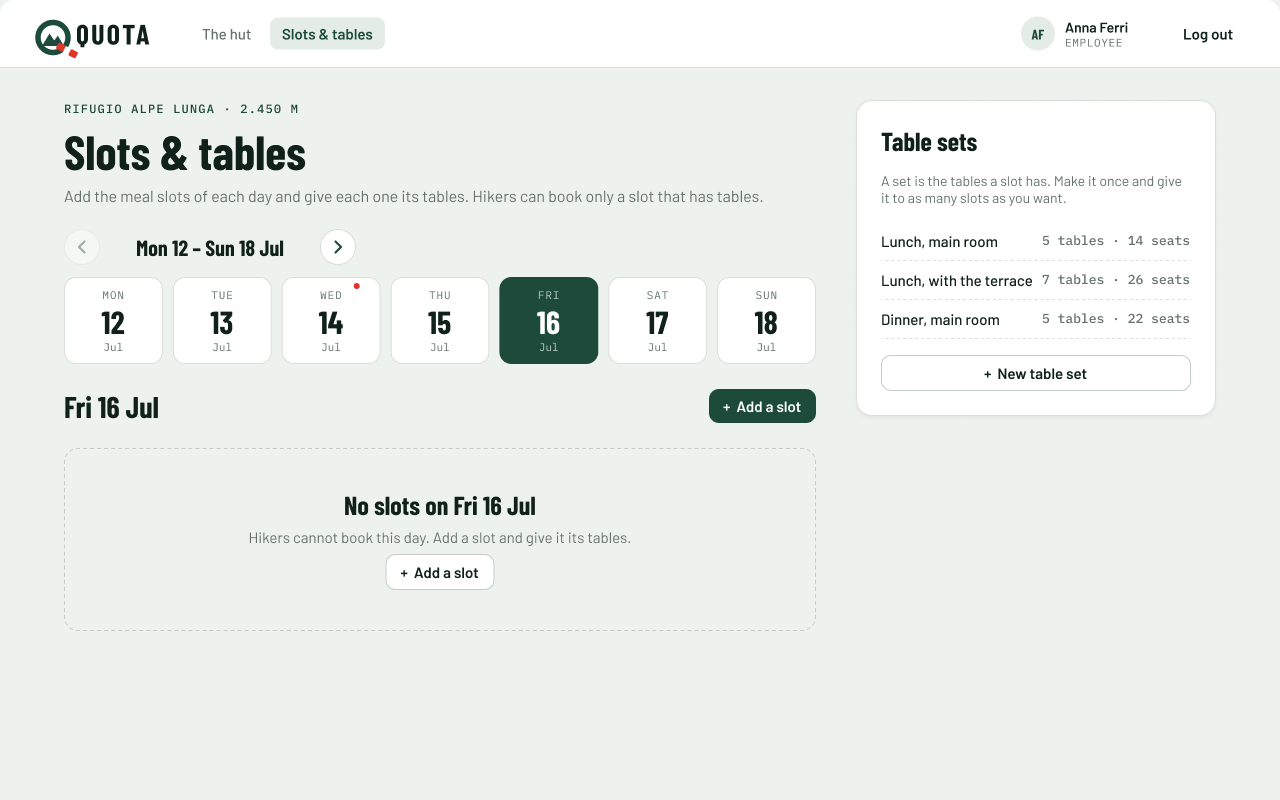 QUOTA
The hut
Slots & tables
AF
Anna Ferri
EMPLOYEE
Log out
RIFUGIO ALPE LUNGA · 2.450 M
Slots & tables
Add the meal slots of each day and give each one its tables. Hikers can book only a slot that has tables.
Mon 12 – Sun 18 Jul
MON
12
Jul
TUE
13
Jul
WED
14
Jul
THU
15
Jul
FRI
16
Jul
SAT
17
Jul
SUN
18
Jul
Fri 16 Jul
+ Add a slot
No slots on Fri 16 Jul
Hikers cannot book this day. Add a slot and give it its tables.
+ Add a slot
Table sets
A set is the tables a slot has. Make it once and give
it to as many slots as you want.
Lunch, main room 5 tables · 14 seats
Lunch, with the terrace 7 tables · 26 seats
Dinner, main room 5 tables · 22 seats
+ New table set